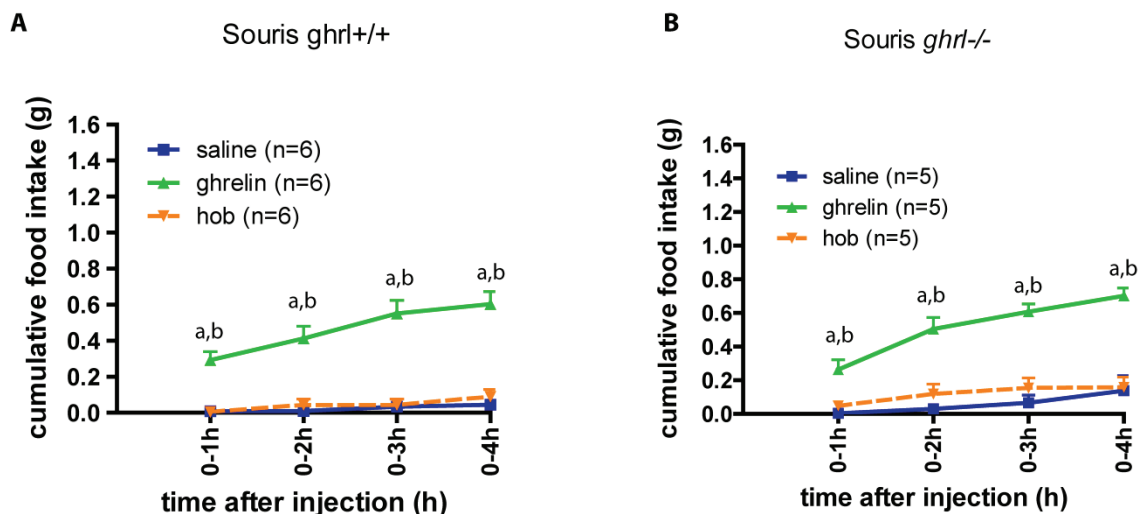 A
Souris ghrl+/+
cumulative food intake (g)
1.6
1.4
1.2
1.0
0.8
0.6
0.4
0.2
0.0
saline (n=6)
ghrelin (n=6)
hob (n=6)
a,b
a,b
a,b
a,b
0-1h
0-2h
0-3h
0-4h
time after injection (h)
B
Souris ghrl-/-
cumulative food intake (g)
1.6
1.4
1.2
1.0
0.8
0.6
0.4
0.2
0.0
saline (n=5)
ghrelin (n=5)
hob (n=5)
a,b
a,b
a,b
a,b
0-1h
0-2h
0-3h
0-4h
time after injection (h)